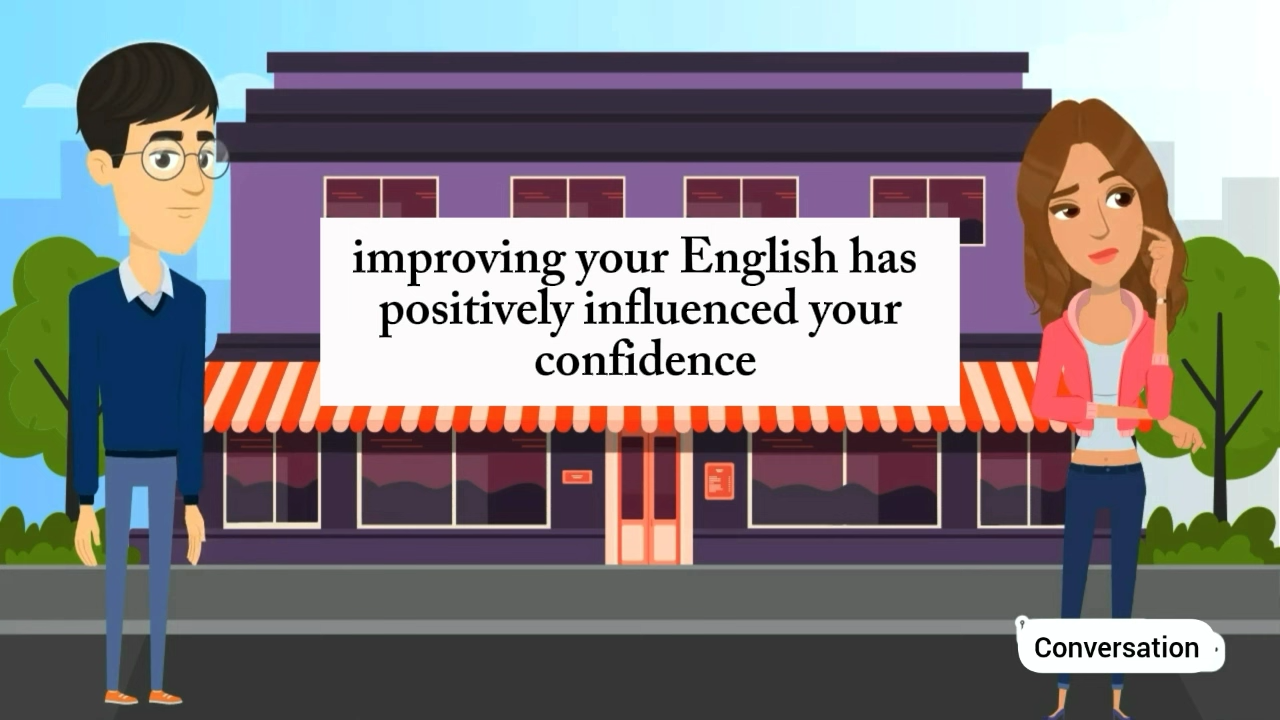 improving your English has
positively influenced your
confidence
Conversation